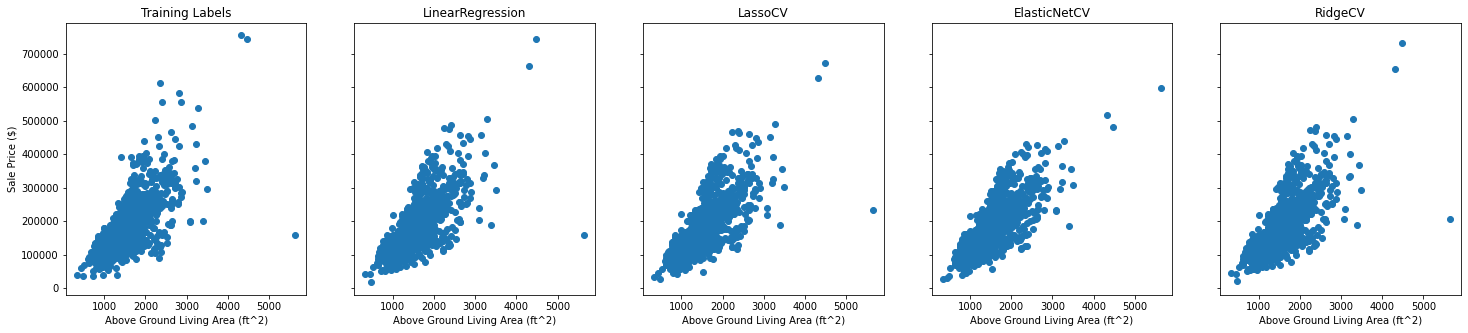 Training Labels
LinearRegression
LassoCV
ElasticNetCV
RidgeCV
Sale Price ($)
700000
600000
500000
400000
300000
200000
100000
0
1000 2000 3000 4000 5000
1000 2000 3000 4000 5000
1000 2000 3000 4000 5000
1000 2000 3000 4000 5000
1000 2000 3000 4000 5000
Above Ground Living Area (ft^2)
Above Ground Living Area (ft^2)
Above Ground Living Area (ft^2)
Above Ground Living Area (ft^2)
Above Ground Living Area (ft^2)